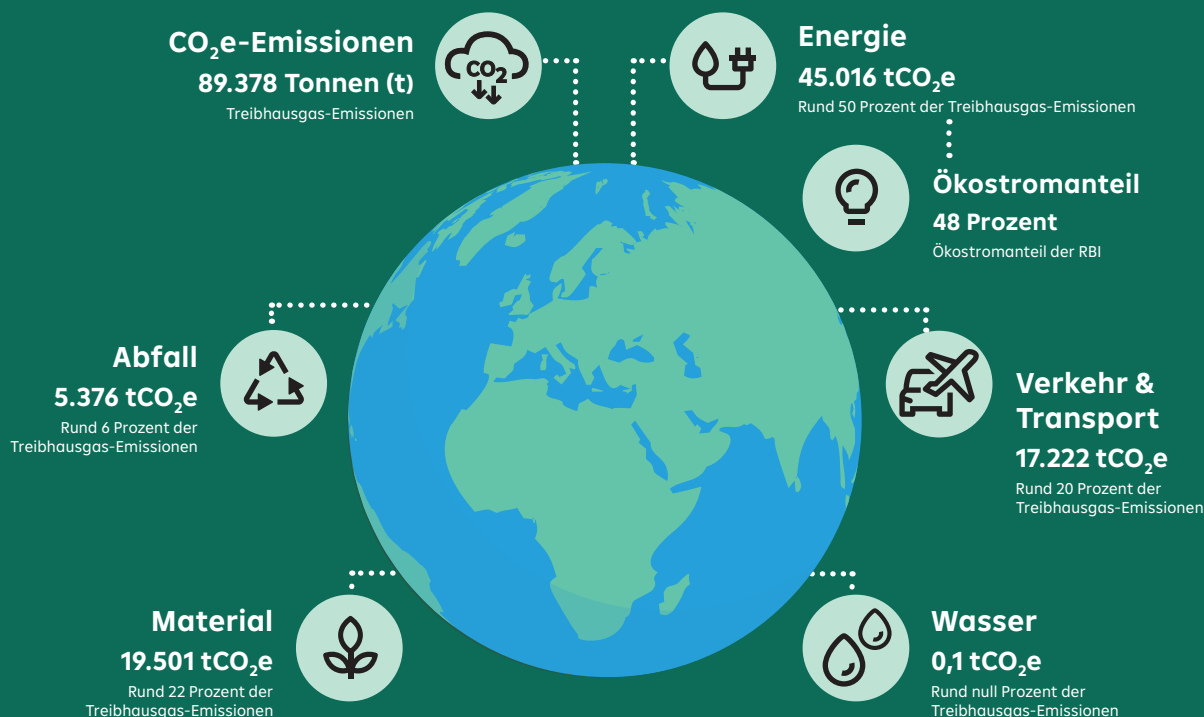 CO₂e-Emissionen
89.378 Tonnen (t)
Treibhausgas-Emissionen
CO₂
Energie
45.016 tCO₂e
Rund 50 Prozent der Treibhausgas-Emissionen
Ökostromanteil
48 Prozent
Ökostromanteil der RBI
Abfall
5.376 tCO₂e
Rund 6 Prozent der
Treibhausgas-Emissionen
Verkehr &
Transport
17.222 tCO₂e
Rund 20 Prozent der
Treibhausgas-Emissionen
Material
19.501 tCO₂e
Rund 22 Prozent der
Treibhausgas-Emissionen
Wasser
0,1 tCO₂e
Rund null Prozent der
Treibhausgas-Emissionen